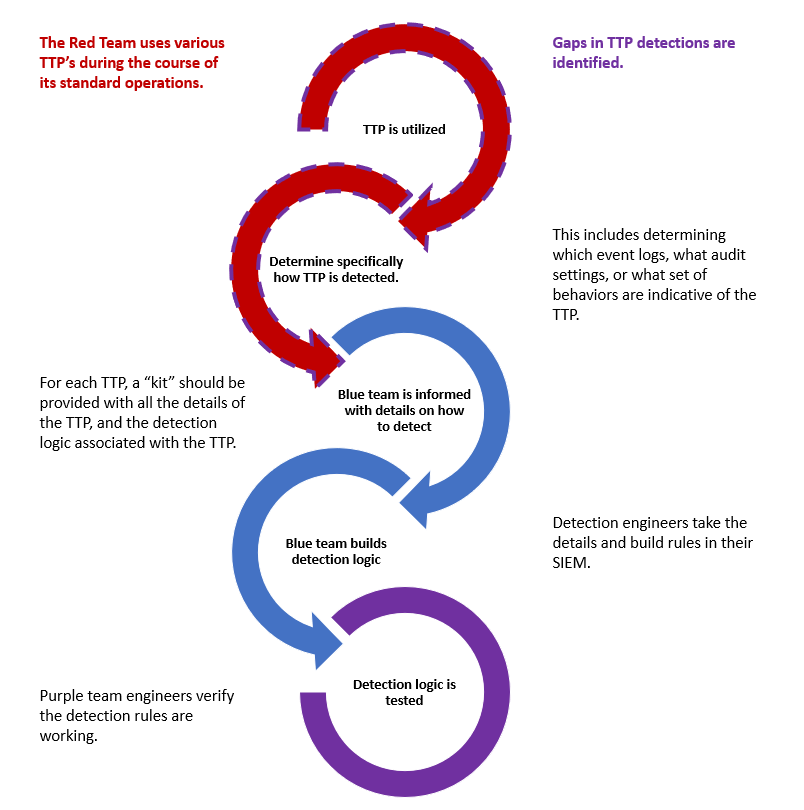 The Red Team uses various
TTP’s during the course of
its standard operations.
Gaps in TTP detections are
identified.
TTP is utilized
Determine specifically
how TTP is detected.
This includes determining
which event logs, what audit
settings, or what set of
behaviors are indicative of the
TTP.
For each TTP, a “kit” should be
provided with all the details of
the TTP, and the detection
logic associated with the TTP.
Blue team is informed
with details on how
to detect
Blue team builds
detection logic
Detection engineers take the
details and build rules in their
SIEM.
Detection logic is
tested
Purple team engineers verify
the detection rules are
working.